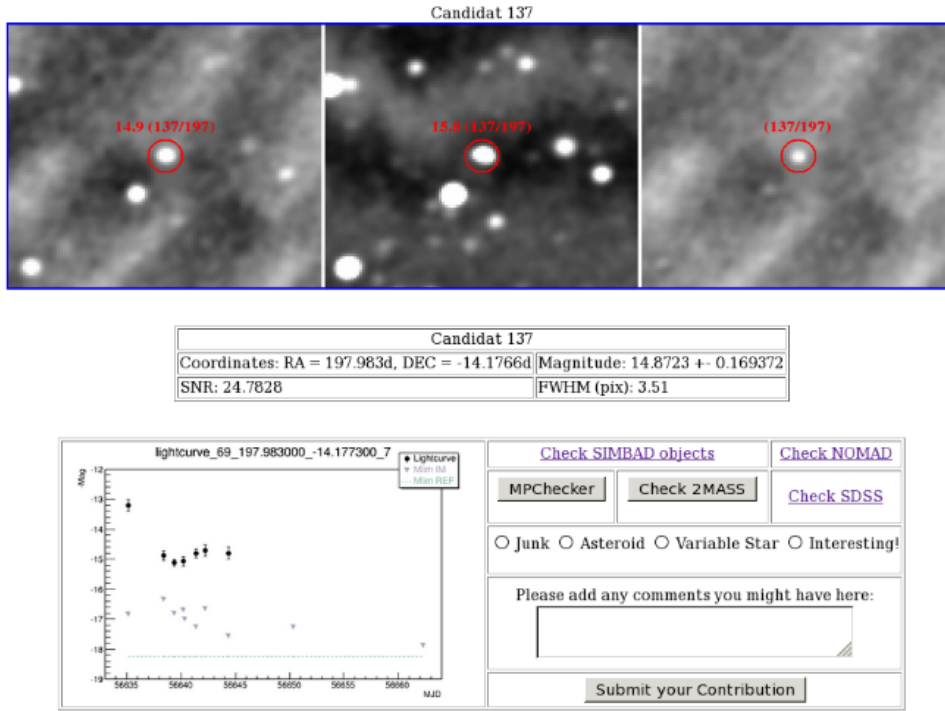 Candidat 137
14.9 (137/197) 15.8 (137/197) (137/197)
Candidat 137
Coordinates: RA = 197.983d, DEC = -14.1766d Magnitude: 14.8723 +- 0.169372
SNR: 24.7828 FWHM (pix): 3.51
lightcurve_69_197.983000_-14.177300_7
Lightcurve
Mlim IM
Mlim REF
-Mag
-12
-13
-14
-15
-16
-17
-18
-19
56635 56640 56645 56650 56655 56660
MJD
Check SIMBAD objects Check NOMAD
MPChecker Check 2MASS Check SDSS
Junk Asteroid Variable Star Interesting!
Please add any comments you might have here:
Submit your Contribution